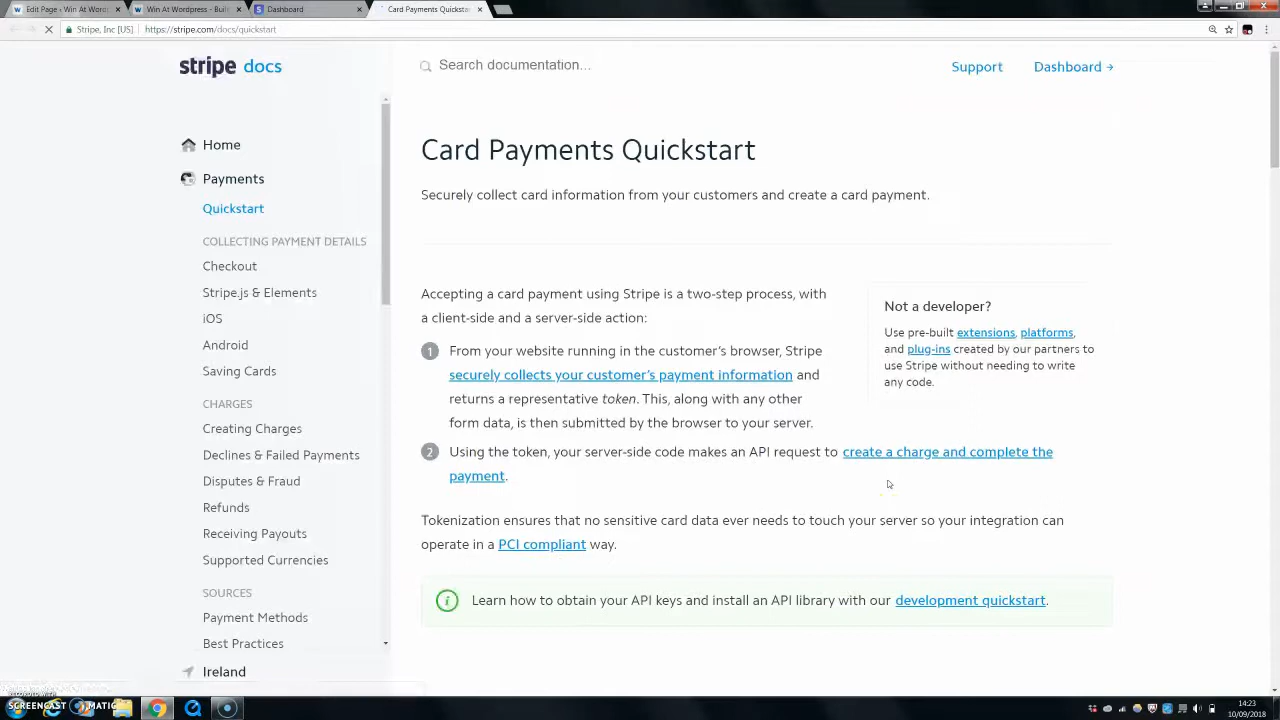 Edit Page ‹ Win At Wordpr
Win At Wordpress - Built
Dashboard
Card Payments Quickstar
Stripe, Inc [US]
https://stripe.com/docs/quickstart
stripe docs
Search documentation...
Support
Dashboard →
Home
Payments
Quickstart
COLLECTING PAYMENT DETAILS
Checkout
Stripe.js & Elements
iOS
Android
Saving Cards
CHARGES
Creating Charges
Declines & Failed Payments
Disputes & Fraud
Refunds
Receiving Payouts
Supported Currencies
SOURCES
Payment Methods
Best Practices
Ireland
Card Payments Quickstart
Securely collect card information from your customers and create a card payment.
Accepting a card payment using Stripe is a two-step process, with
a client-side and a server-side action:
1 From your website running in the customer's browser, Stripe
securely collects your customer's payment information and
returns a representative token. This, along with any other
form data, is then submitted by the browser to your server.
2 Using the token, your server-side code makes an API request to create a charge and complete the
payment.
Not a developer?
Use pre-built extensions, platforms,
and plug-ins created by our partners to
use Stripe without needing to write
any code.
Tokenization ensures that no sensitive card data ever needs to touch your server so your integration can
operate in a PCI compliant way.
Learn how to obtain your API keys and install an API library with our development quickstart.
RECORDED WITH
SCREENCAST MATIC
14:23
10/09/2018